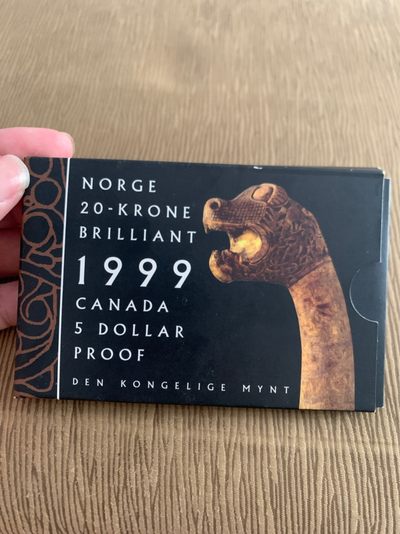 NORGE
20-KRONE
BRILLIANT
1999
CANADA
5 DOLLAR
PROOF
DEN KONGELIGE MYNT